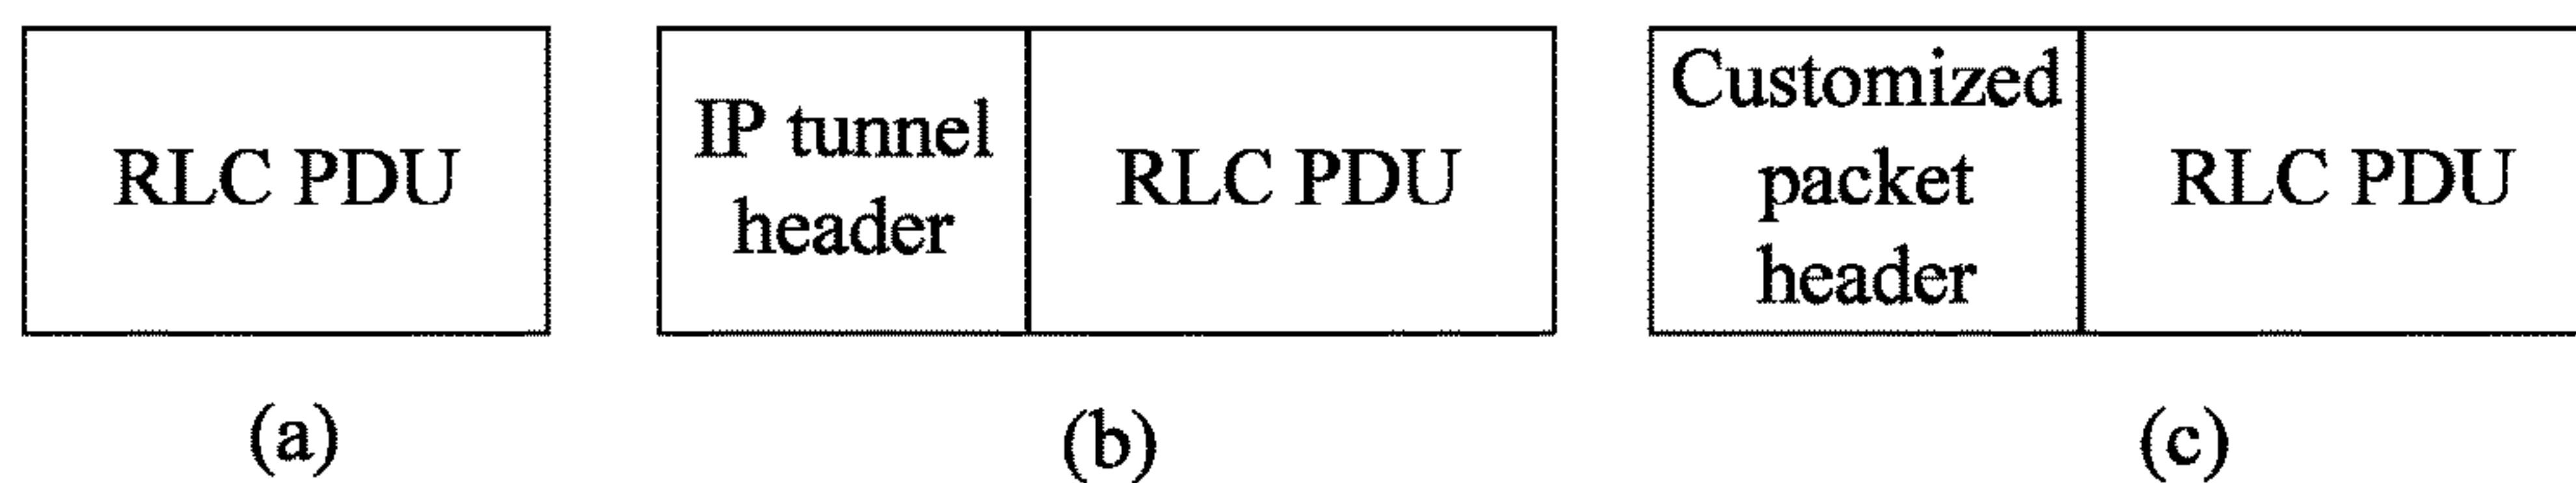 RLC PDU
IP tunnel
header
RLC PDU
Customized
packet
header
RLC PDU
(a)
(b)
(c)